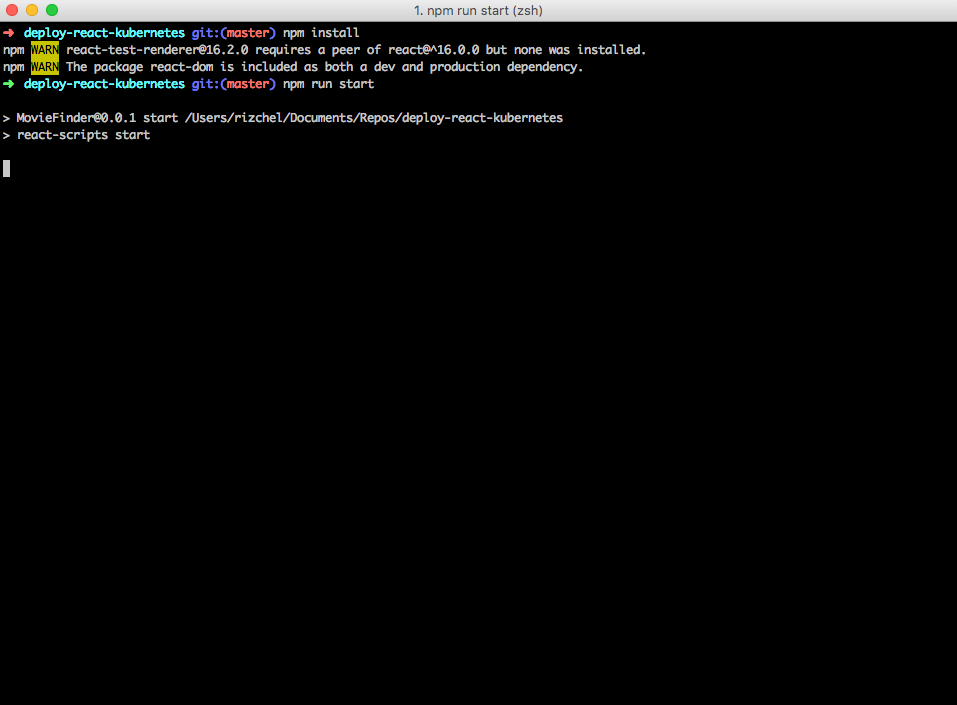 1. npm run start (zsh)
➜ deploy-react-kubernetes git:(master) npm install
npm WARN react-test-renderer@16.2.0 requires a peer of react@^16.0.0 but none was installed.
npm WARN The package react-dom is included as both a dev and production dependency.
➜ deploy-react-kubernetes git:(master) npm run start
> MovieFinder@0.0.1 start /Users/rizchel/Documents/Repos/deploy-react-kubernetes
> react-scripts start